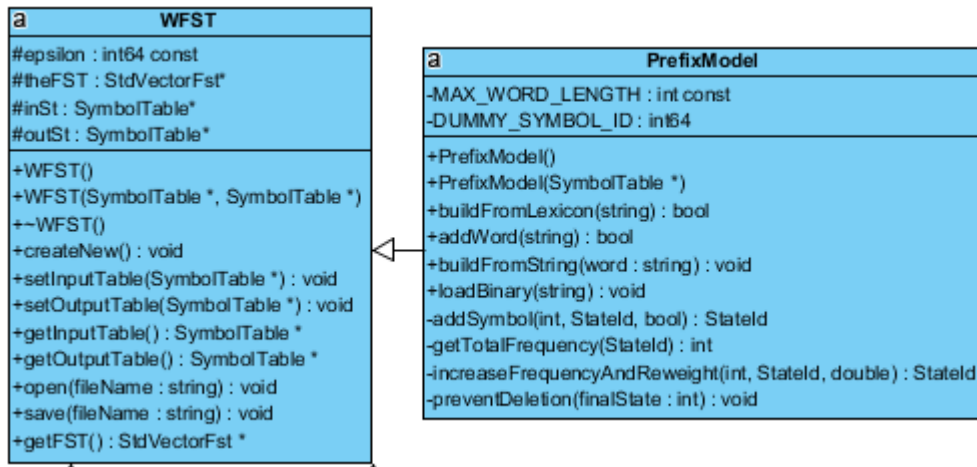 a WFST
#epsilon : int64 const
#theFST : StdVectorFst*
#inSt : SymbolTable*
#outSt : SymbolTable*
+WFST()
+WFST(SymbolTable *, SymbolTable *)
+~WFST()
+createNew() : void
+setInputTable(SymbolTable *) : void
+setOutputTable(SymbolTable *) : void
+getInputTable() : SymbolTable *
+getOutputTable() : SymbolTable *
+open(fileName : string) : void
+save(fileName : string) : void
+getFST() : StdVectorFst *
a PrefixModel
-MAX_WORD_LENGTH : int const
-DUMMY_SYMBOL_ID : int64
+PrefixModel()
+PrefixModel(SymbolTable *)
+buildFromLexicon(string) : bool
+addWord(string) : bool
+buildFromString(word : string) : void
+loadBinary(string) : void
-addSymbol(int, StateId, bool) : StateId
-getTotalFrequency(StateId) : int
-increaseFrequencyAndReweight(int, StateId, double) : StateId
-preventDeletion(finalState : int) : void